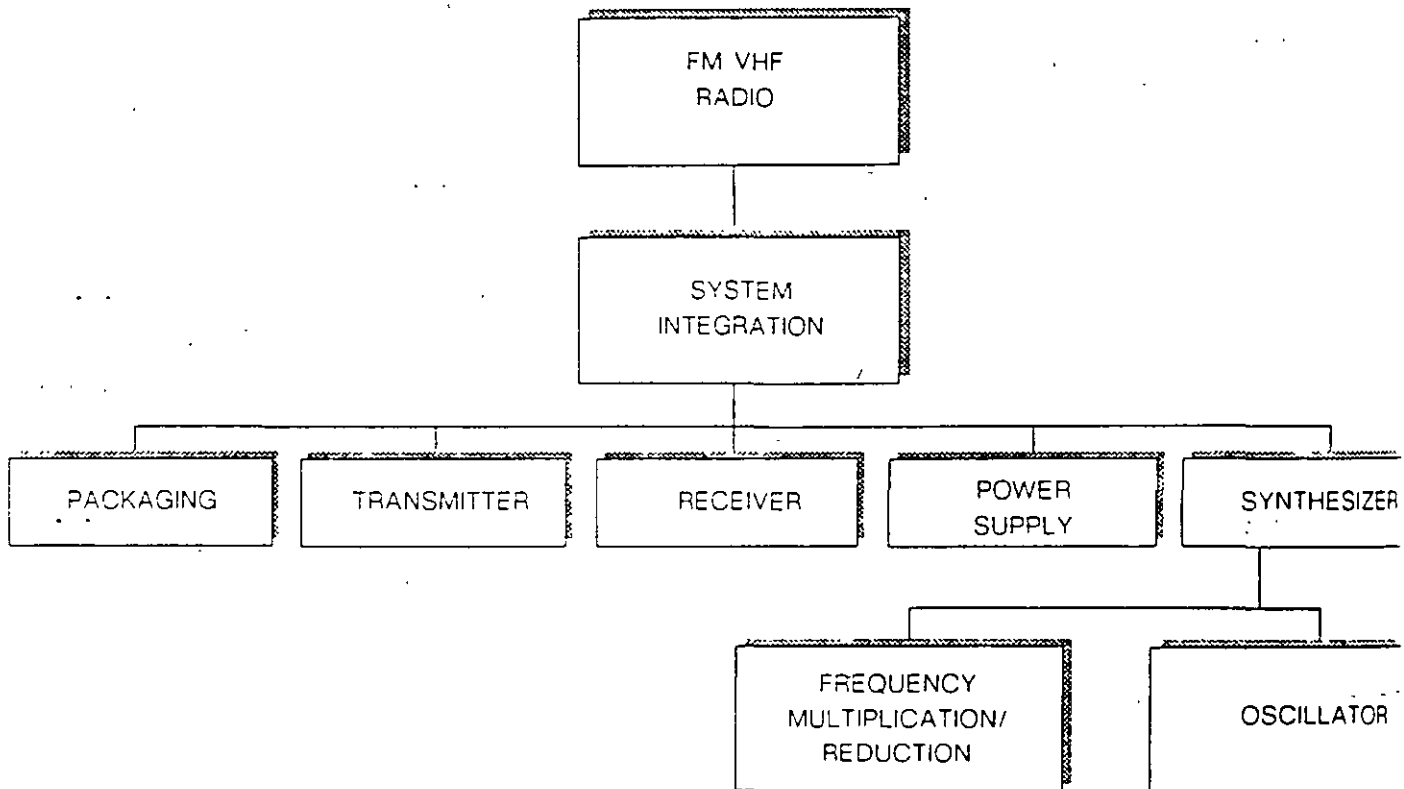 FM VHF
RADIO
SYSTEM
INTEGRATION
PACKAGING
TRANSMITTER
RECEIVER
POWER
SUPPLY
SYNTHESIZER
FREQUENCY
MULTIPLICATION/
REDUCTION
OSCILLATOR